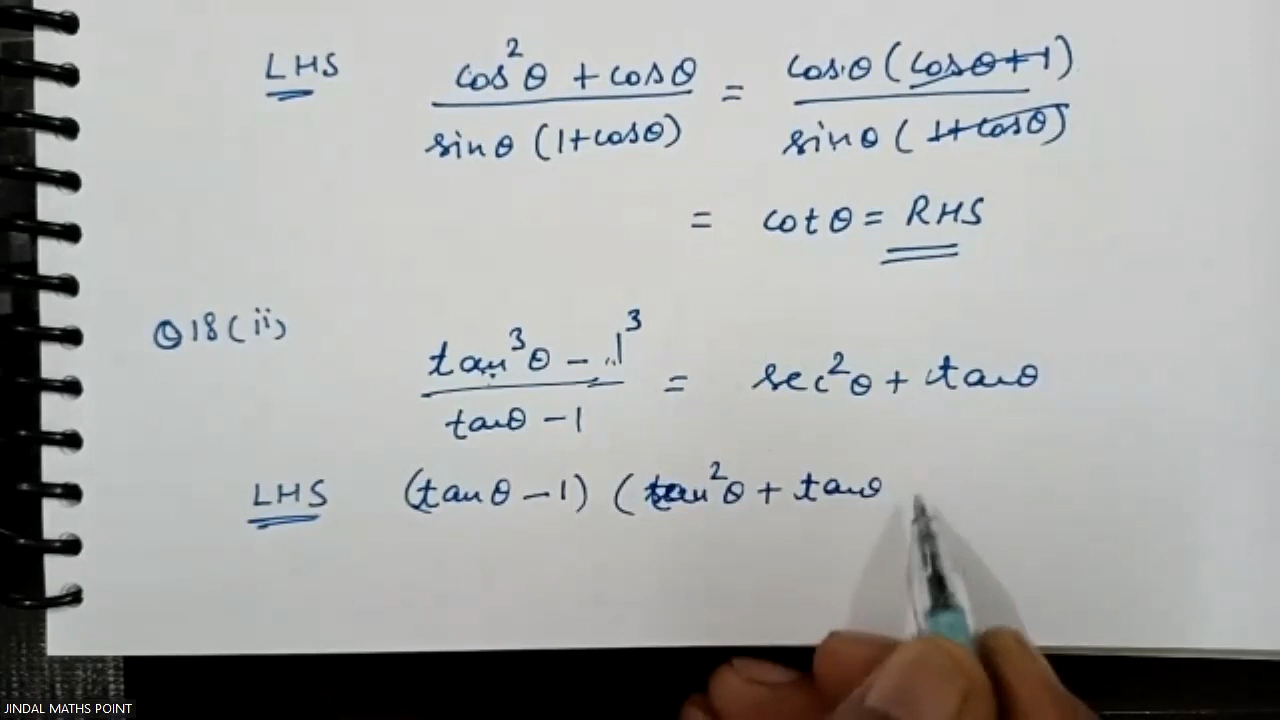 LHS cos²θ + cosθ / sinθ (1+cosθ) = cosθ (cosθ+1) / sinθ (1+cosθ)
= cotθ = RHS
Q18(ii) tan³θ - 1³ / tanθ - 1 = sec²θ + tanθ
LHS (tanθ - 1) (tan²θ + tanθ
JINDAL MATHS POINT